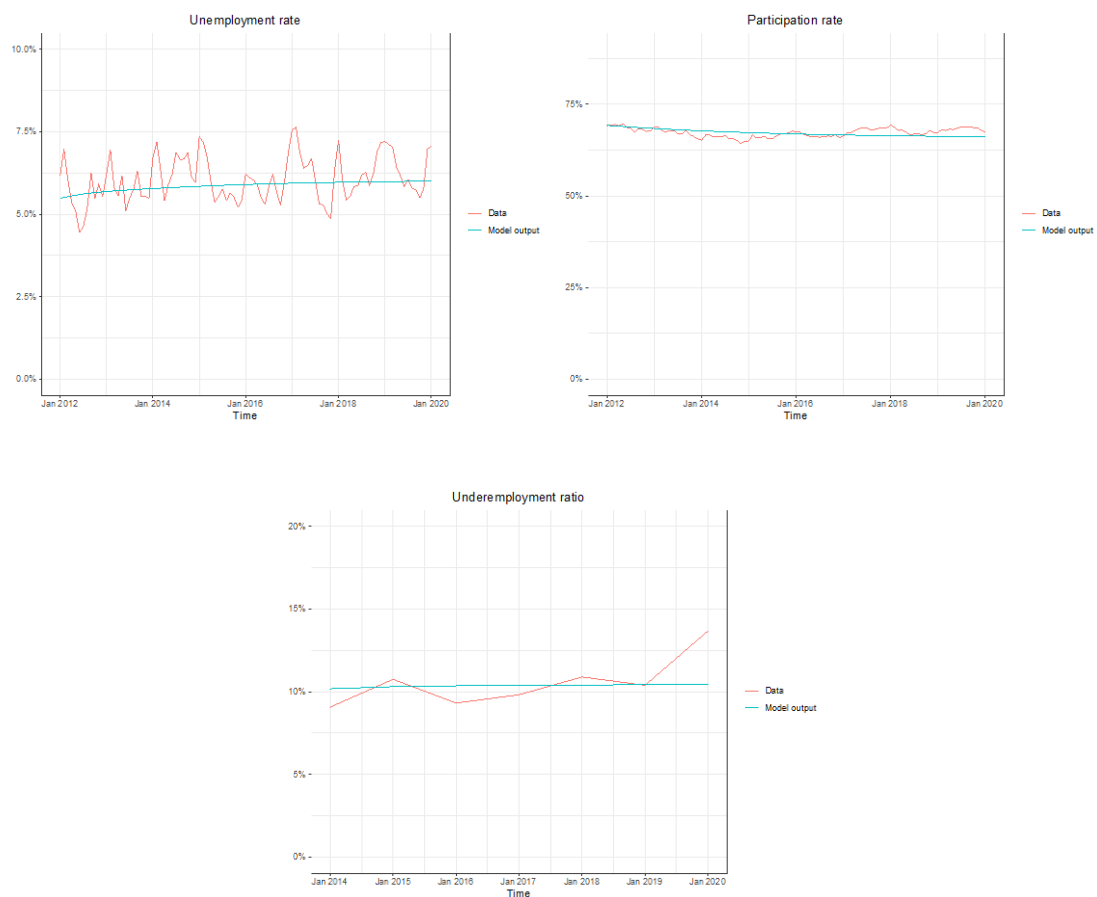 Unemployment rate
10.0%
7.5%
5.0%
2.5%
0.0%
Jan 2012 Jan 2014 Jan 2016 Jan 2018 Jan 2020
Time
Data
Model output
Participation rate
75%
50%
25%
0%
Jan 2012 Jan 2014 Jan 2016 Jan 2018 Jan 2020
Time
Data
Model output
Underemployment ratio
20%
15%
10%
5%
0%
Jan 2014 Jan 2015 Jan 2016 Jan 2017 Jan 2018 Jan 2019 Jan 2020
Time
Data
Model output